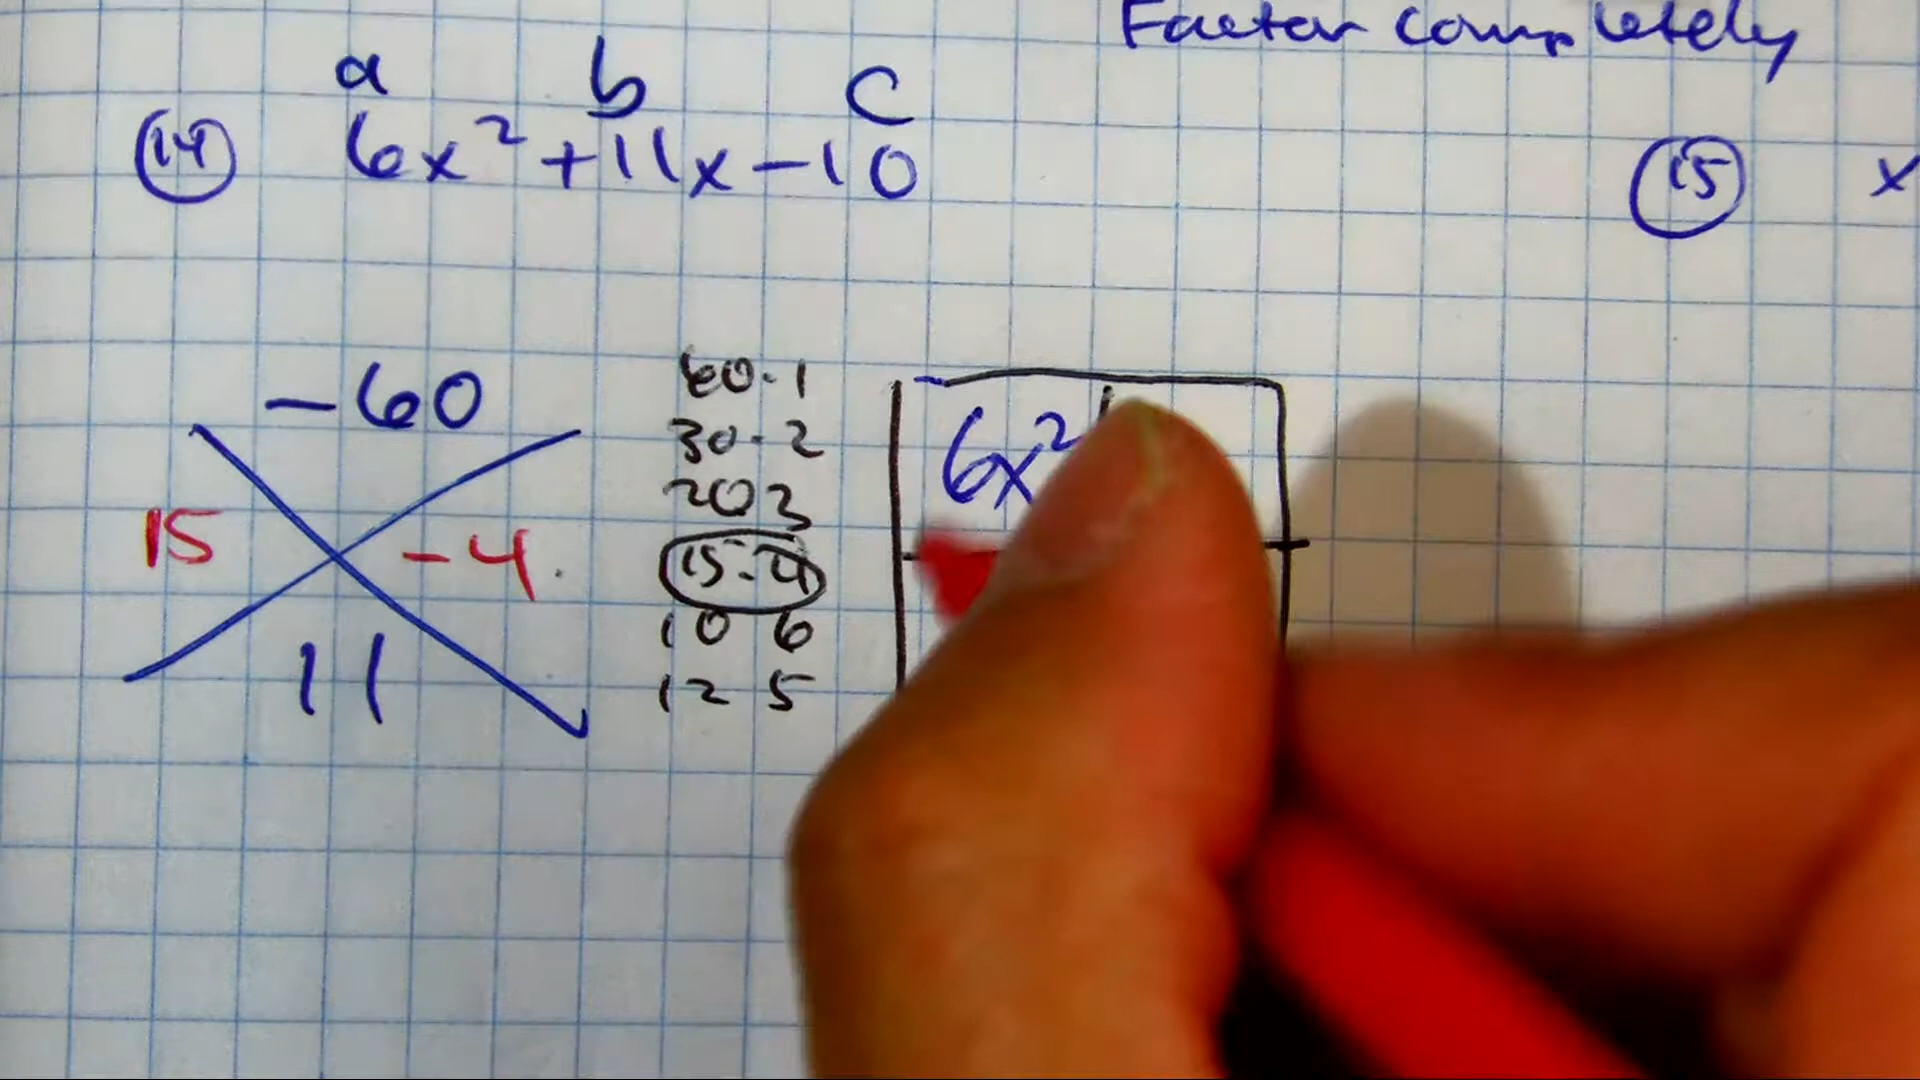 Factor completely
a b c
(14) 6x² + 11x - 10
(15) x
-60
15 -4
11
60 · 1
30 · 2
20 3
15 - 4
10 6
12 5
6x²